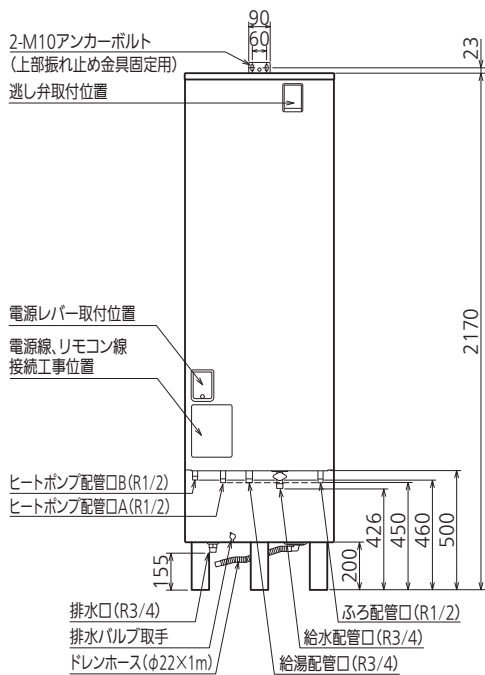 90
60
23
2-M10アンカーボルト
(上部振れ止め金具固定用)
逃し弁取付位置
2170
電源レバー取付位置
電源線、リモコン線
接続工事位置
ヒートポンプ配管口B(R1/2)
ヒートポンプ配管口A(R1/2)
155
200
426
450
460
500
排水口(R3/4)
排水バルブ取手
ドレンホース(φ22×1m)
ふろ配管口(R1/2)
給水配管口(R3/4)
給湯配管口(R3/4)